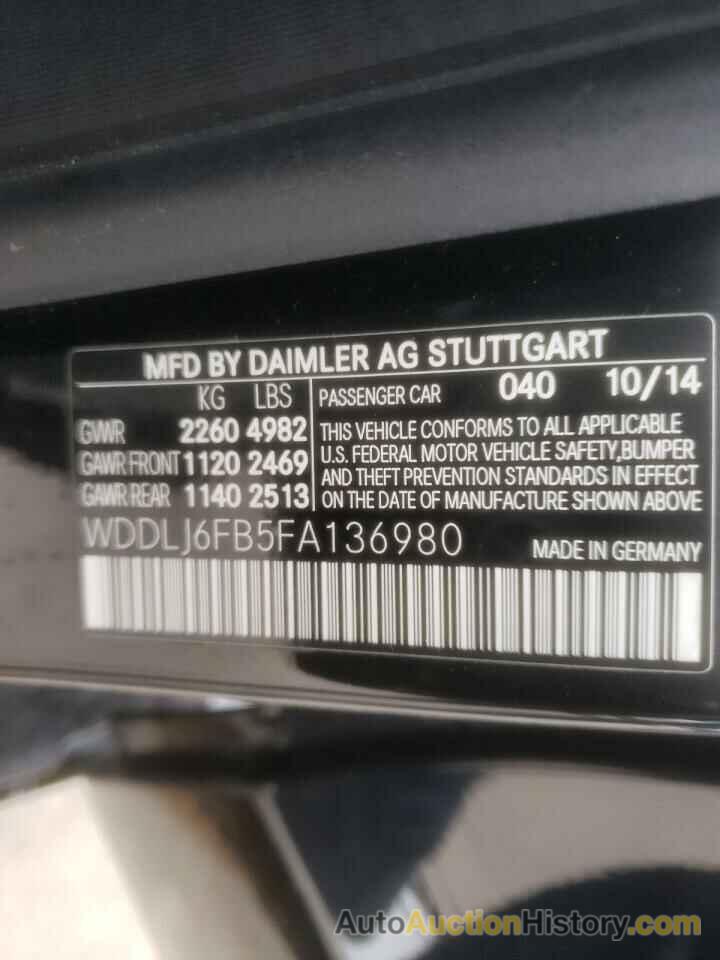 MFD BY DAIMLER AG STUTTGART
KG LBS
GVWR 2260 4982
GAWR FRONT 1120 2469
GAWR REAR 1140 2513
PASSENGER CAR 040 10/14
THIS VEHICLE CONFORMS TO ALL APPLICABLE
U.S. FEDERAL MOTOR VEHICLE SAFETY,BUMPER
AND THEFT PREVENTION STANDARDS IN EFFECT
ON THE DATE OF MANUFACTURE SHOWN ABOVE
WDDLJ6FB5FA136980
MADE IN GERMANY
AutoAuctionHistory.com